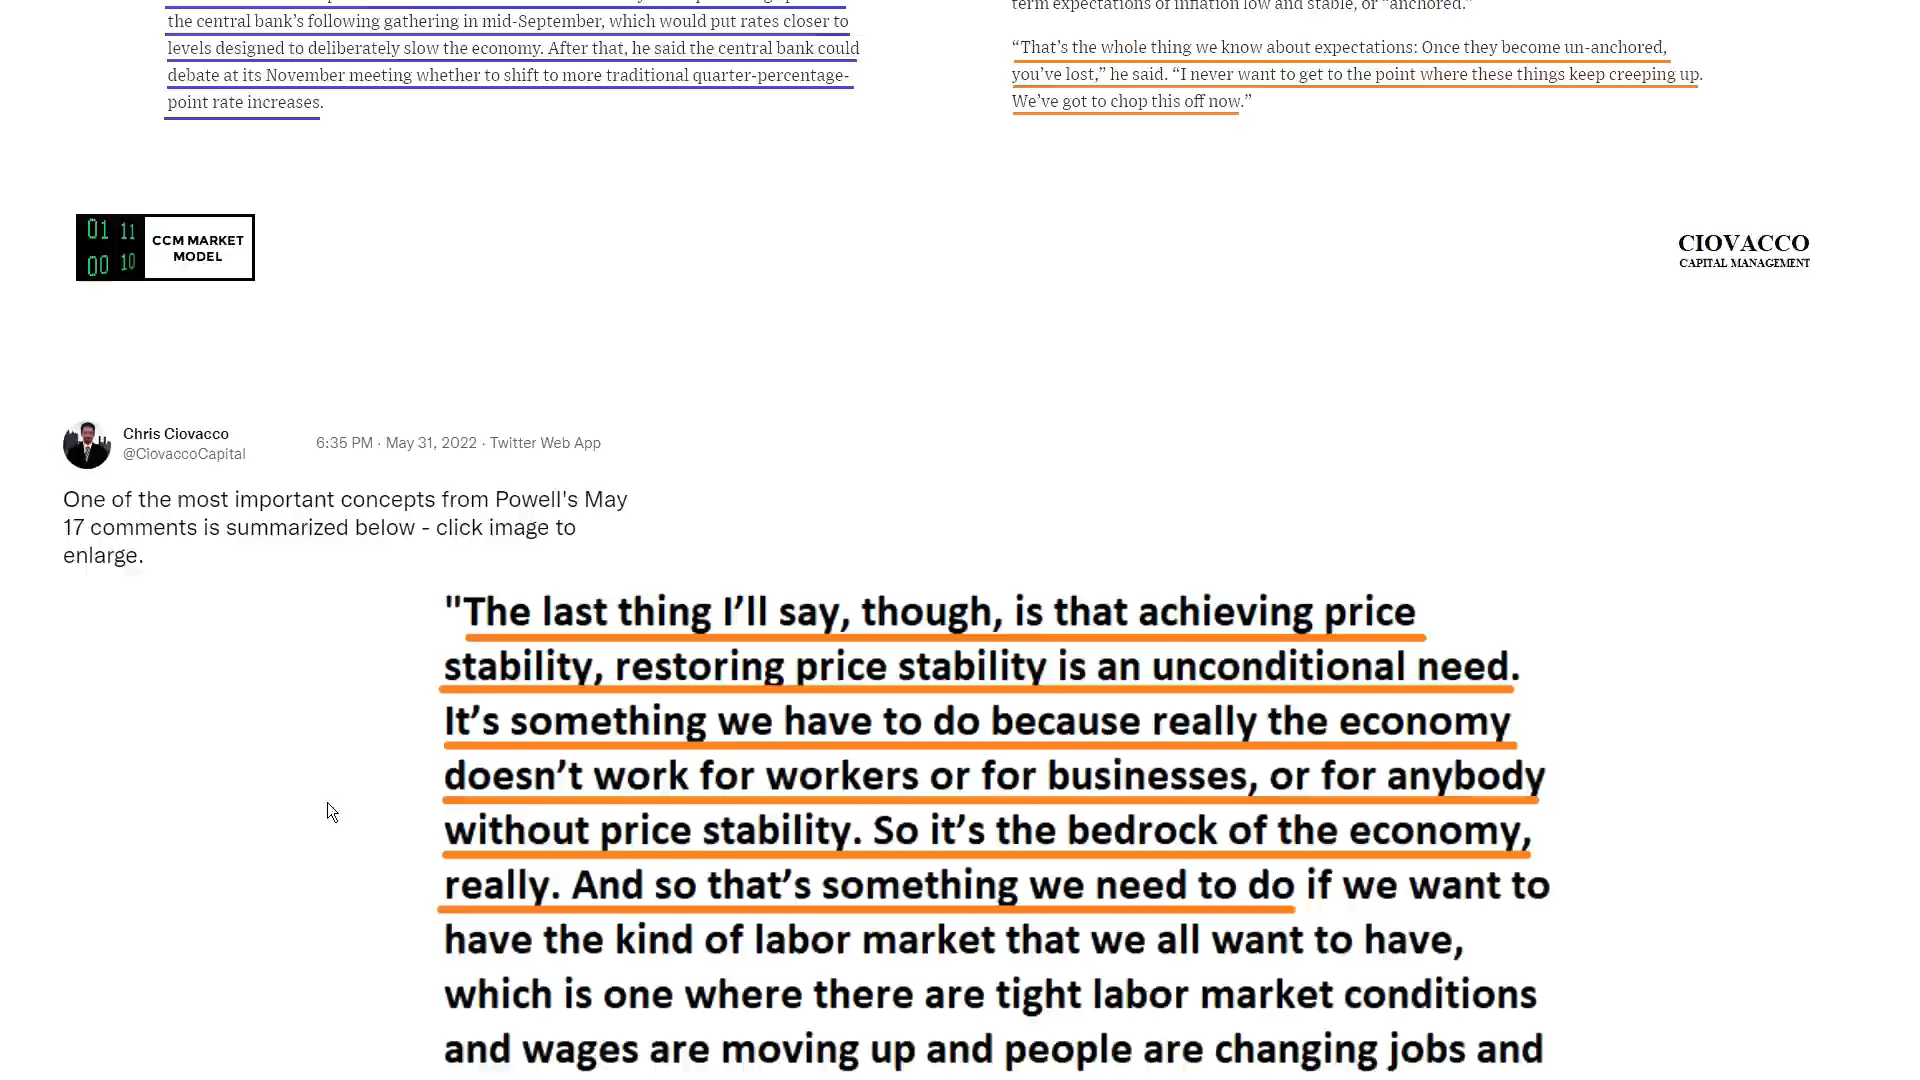 the central bank’s following gathering in mid-September, which would put rates closer to
levels designed to deliberately slow the economy. After that, he said the central bank could
debate at its November meeting whether to shift to more traditional quarter-percentage-
point rate increases.
term expectations of inflation low and stable, or “anchored.”
“That’s the whole thing we know about expectations: Once they become un-anchored,
you’ve lost,” he said. “I never want to get to the point where these things keep creeping up.
We’ve got to chop this off now.”
01 11
00 10
CCM MARKET
MODEL
CIOVACCO
CAPITAL MANAGEMENT
Chris Ciovacco
@CiovaccoCapital
6:35 PM · May 31, 2022 · Twitter Web App
One of the most important concepts from Powell's May
17 comments is summarized below - click image to
enlarge.
"The last thing I’ll say, though, is that achieving price
stability, restoring price stability is an unconditional need.
It’s something we have to do because really the economy
doesn’t work for workers or for businesses, or for anybody
without price stability. So it’s the bedrock of the economy,
really. And so that’s something we need to do if we want to
have the kind of labor market that we all want to have,
which is one where there are tight labor market conditions
and wages are moving up and people are changing jobs and